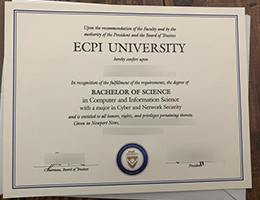 Upon the recommendation of the Faculty and by the
authority of the President and the Board of Trustees
ECPI UNIVERSITY
hereby confers upon
In recognition of the fulfillment of the requirements, the degree of
BACHELOR OF SCIENCE
in Computer and Information Science
with a major in Cyber and Network Security
and is entitled to all honors, rights, and privileges pertaining thereto.
Given in Newport News,
Chairman, Board of Trustees
President